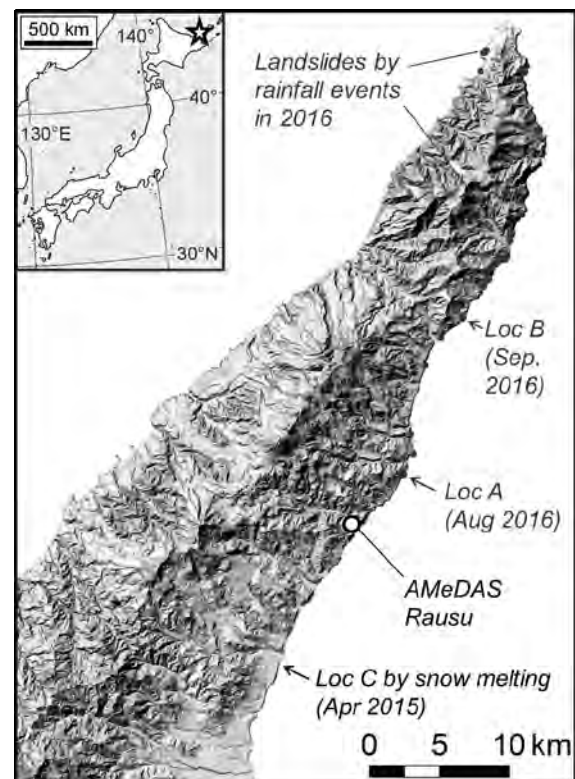 500 km
140°
40°
130°E
30°N
Landslides by
rainfall events
in 2016
Loc B
(Sep.
2016)
Loc A
(Aug 2016)
AMeDAS
Rausu
Loc C by snow melting
(Apr 2015)
0 5 10 km